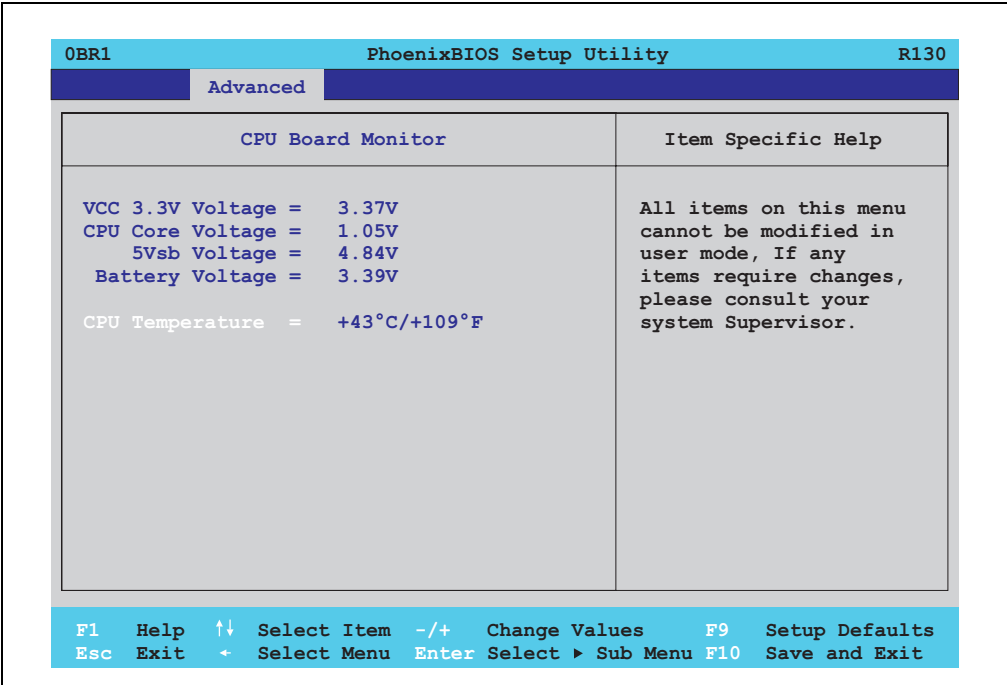 0BR1 PhoenixBIOS Setup Utility R130
Advanced
CPU Board Monitor
VCC 3.3V Voltage = 3.37V
CPU Core Voltage = 1.05V
5Vsb Voltage = 4.84V
Battery Voltage = 3.39V
CPU Temperature = +43°C/+109°F
Item Specific Help
All items on this menu
cannot be modified in
user mode, If any
items require changes,
please consult your
system Supervisor.
F1 Help ↑↓ Select Item -/+ Change Values F9 Setup Defaults
Esc Exit ← Select Menu Enter Select ▶ Sub Menu F10 Save and Exit